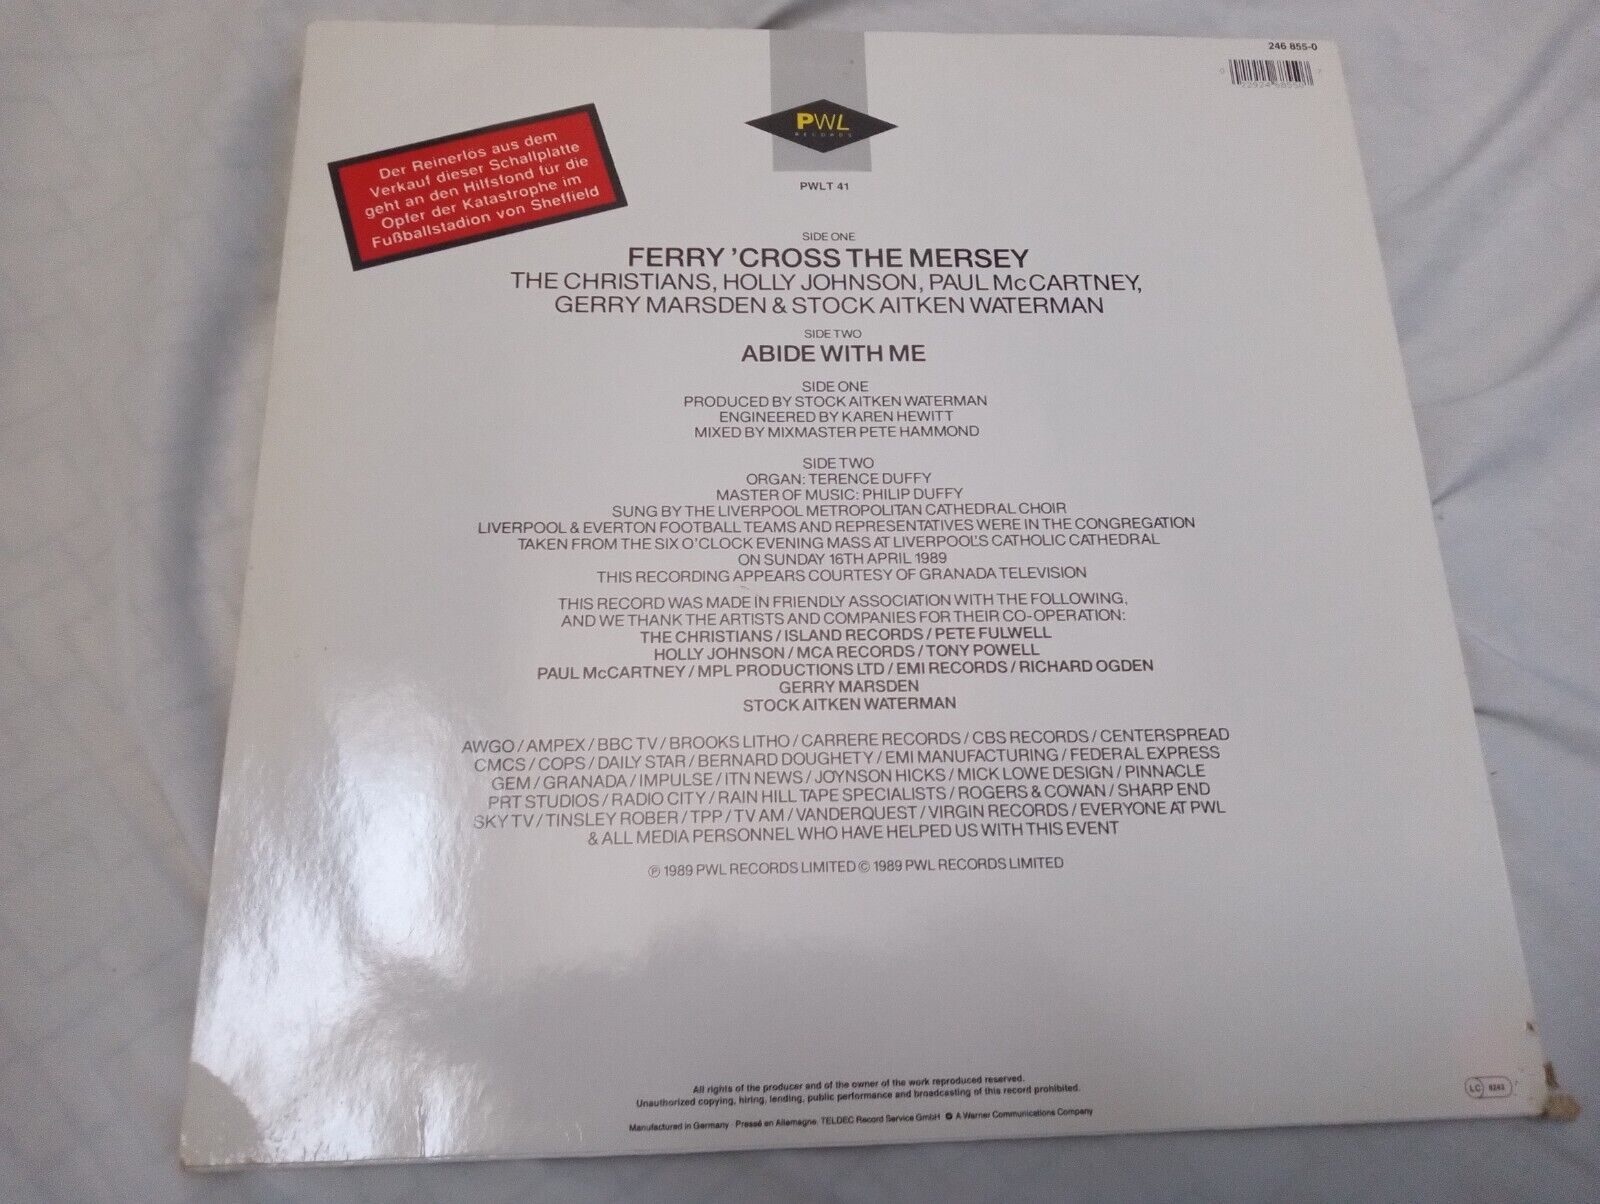 246 855-0
Der Reinerlös aus dem
Verkauf dieser Schallplatte
geht an den Hilfsfond für die
Opfer der Katastrophe im
Fußballstadion von Sheffield
PWL
RECORDS
PWLT 41
SIDE ONE
FERRY 'CROSS THE MERSEY
THE CHRISTIANS, HOLLY JOHNSON, PAUL McCARTNEY,
GERRY MARSDEN & STOCK AITKEN WATERMAN
SIDE TWO
ABIDE WITH ME
SIDE ONE
PRODUCED BY STOCK AITKEN WATERMAN
ENGINEERED BY KAREN HEWITT
MIXED BY MIXMASTER PETE HAMMOND
SIDE TWO
ORGAN: TERENCE DUFFY
MASTER OF MUSIC: PHILIP DUFFY
SUNG BY THE LIVERPOOL METROPOLITAN CATHEDRAL CHOIR
LIVERPOOL & EVERTON FOOTBALL TEAMS AND REPRESENTATIVES WERE IN THE CONGREGATION
TAKEN FROM THE SIX O'CLOCK EVENING MASS AT LIVERPOOL'S CATHOLIC CATHEDRAL
ON SUNDAY 16TH APRIL 1989
THIS RECORDING APPEARS COURTESY OF GRANADA TELEVISION
THIS RECORD WAS MADE IN FRIENDLY ASSOCIATION WITH THE FOLLOWING,
AND WE THANK THE ARTISTS AND COMPANIES FOR THEIR CO-OPERATION:
THE CHRISTIANS / ISLAND RECORDS / PETE FULWELL
HOLLY JOHNSON / MCA RECORDS / TONY POWELL
PAUL McCARTNEY / MPL PRODUCTIONS LTD / EMI RECORDS / RICHARD OGDEN
GERRY MARSDEN
STOCK AITKEN WATERMAN
AWGO / AMPEX / BBC TV / BROOKS LITHO / CARRERE RECORDS / CBS RECORDS / CENTERSPREAD
CMCS / COPS / DAILY STAR / BERNARD DOUGHETY / EMI MANUFACTURING / FEDERAL EXPRESS
GEM / GRANADA / IMPULSE / ITN NEWS / JOYNSON HICKS / MICK LOWE DESIGN / PINNACLE
PRT STUDIOS / RADIO CITY / RAIN HILL TAPE SPECIALISTS / ROGERS & COWAN / SHARP END
SKY TV / TINSLEY ROBER / TPP / TV AM / VANDERQUEST / VIRGIN RECORDS / EVERYONE AT PWL
& ALL MEDIA PERSONNEL WHO HAVE HELPED US WITH THIS EVENT
℗ 1989 PWL RECORDS LIMITED © 1989 PWL RECORDS LIMITED
All rights of the producer and of the owner of the work reproduced reserved.
Unauthorized copying, hiring, lending, public performance and broadcasting of this record prohibited.
Manufactured in Germany · Pressé en Allemagne, TELDEC Record Service GmbH A Warner Communications Company
LC